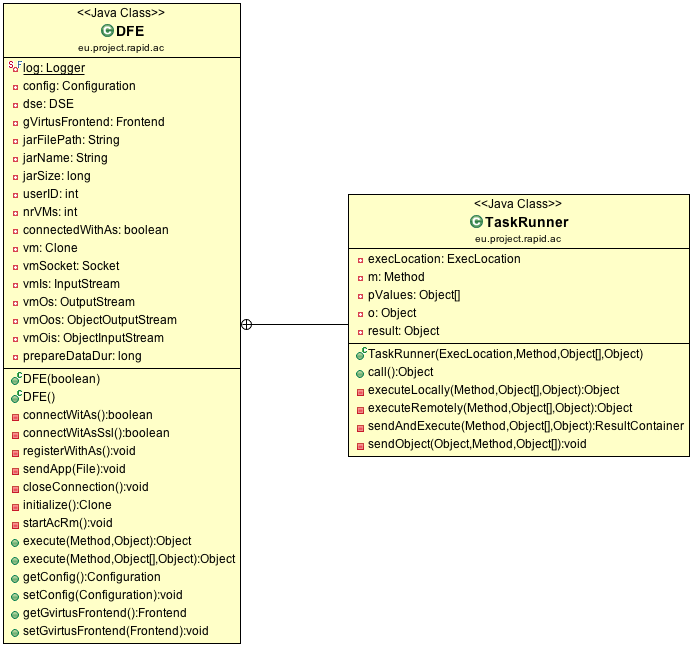 <<Java Class>>
DFE
eu.project.rapid.ac
log: Logger
config: Configuration
dse: DSE
gVirtusFrontend: Frontend
jarFilePath: String
jarName: String
jarSize: long
userID: int
nrVMs: int
connectedWithAs: boolean
vm: Clone
vmSocket: Socket
vmIs: InputStream
vmOs: OutputStream
vmOos: ObjectOutputStream
vmOis: ObjectInputStream
prepareDataDur: long
DFE(boolean)
DFE()
connectWitAs():boolean
connectWitAsSsl():boolean
registerWithAs():void
sendApp(File):void
closeConnection():void
initialize():Clone
startAcRm():void
execute(Method,Object):Object
execute(Method,Object[],Object):Object
getConfig():Configuration
setConfig(Configuration):void
getGvirtusFrontend():Frontend
setGvirtusFrontend(Frontend):void
<<Java Class>>
TaskRunner
eu.project.rapid.ac
execLocation: ExecLocation
m: Method
pValues: Object[]
o: Object
result: Object
TaskRunner(ExecLocation,Method,Object[],Object)
call():Object
executeLocally(Method,Object[],Object):Object
executeRemotely(Method,Object[],Object):Object
sendAndExecute(Method,Object[],Object):ResultContainer
sendObject(Object,Method,Object[]):void